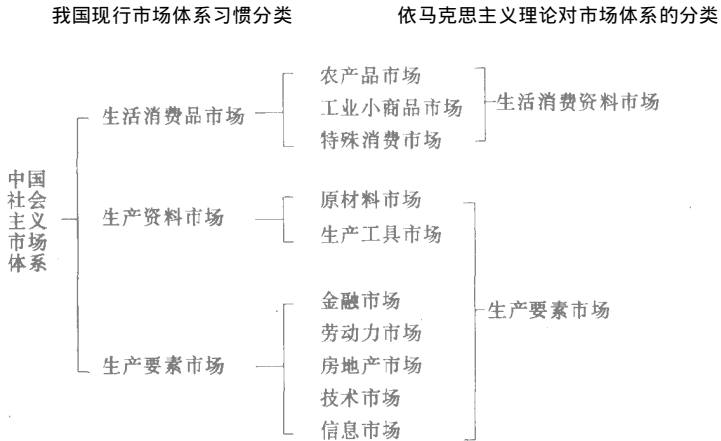 我国现行市场体系习惯分类
依马克思主义理论对市场体系的分类
中国
社会
主义
市场
体系
生活消费品市场
农产品市场
工业小商品市场
特殊消费市场
生活消费资料市场
生产资料市场
原材料市场
生产工具市场
生产要素市场
金融市场
劳动力市场
房地产市场
技术市场
信息市场
生产要素市场